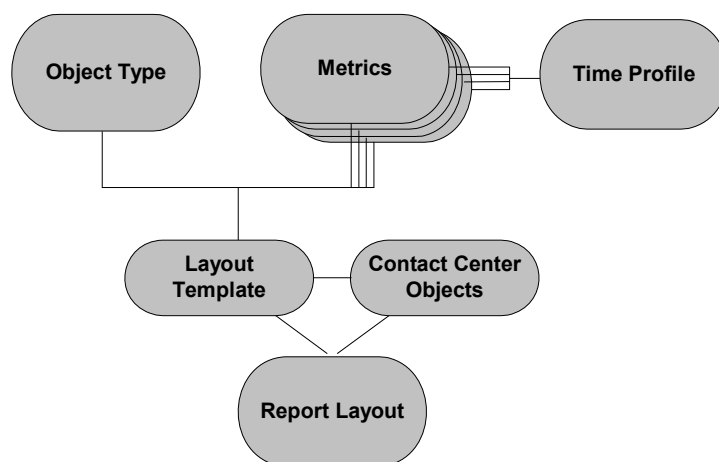 Object Type
Metrics
Time Profile
Layout
Template
Contact Center
Objects
Report Layout